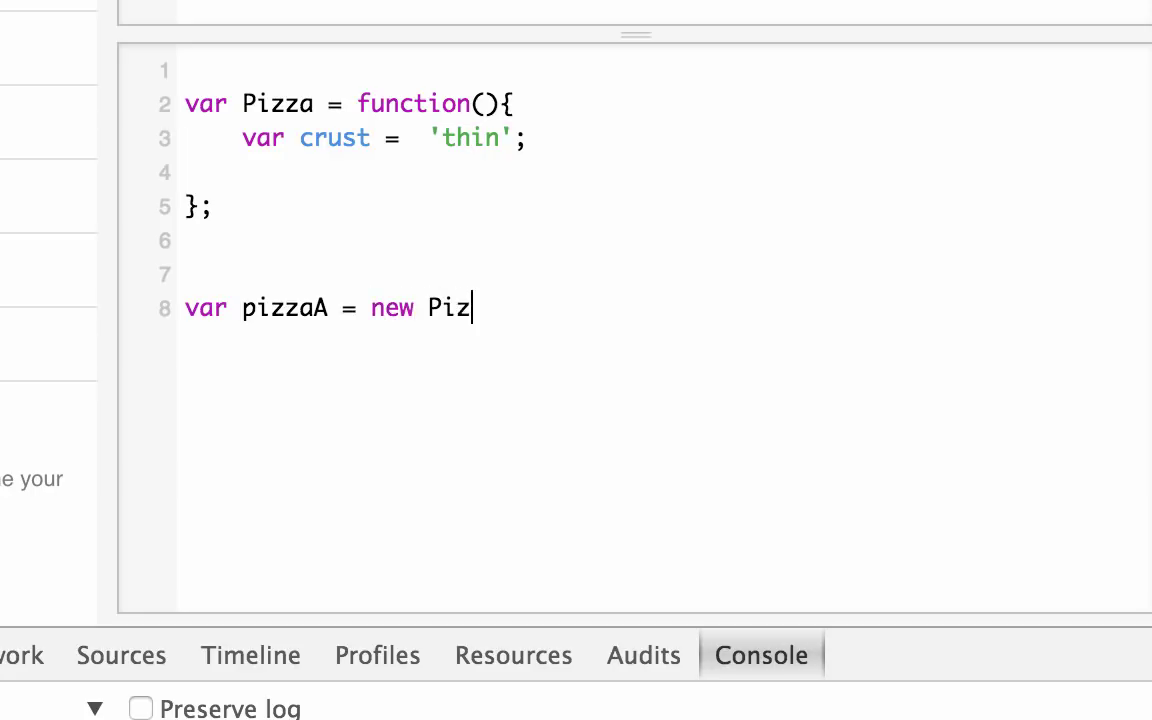 1
2 var Pizza = function(){
3     var crust =  'thin';
4
5 };
6
7
8 var pizzaA = new Piz
e your
work Sources Timeline Profiles Resources Audits Console
▼ Preserve log